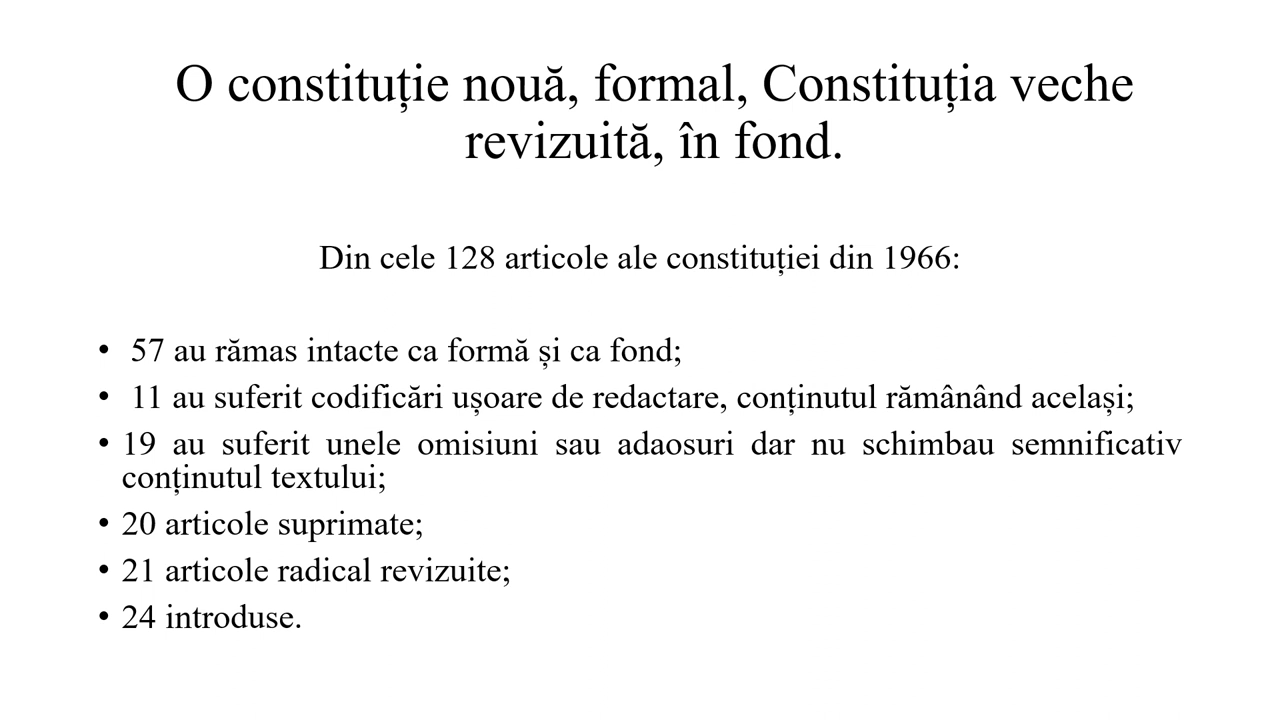 O constituție nouă, formal, Constituția veche
revizuită, în fond.
Din cele 128 articole ale constituției din 1966:
• 57 au rămas intacte ca formă și ca fond;
• 11 au suferit codificări ușoare de redactare, conținutul rămânând același;
• 19 au suferit unele omisiuni sau adaosuri dar nu schimbau semnificativ
conținutul textului;
• 20 articole suprimate;
• 21 articole radical revizuite;
• 24 introduse.